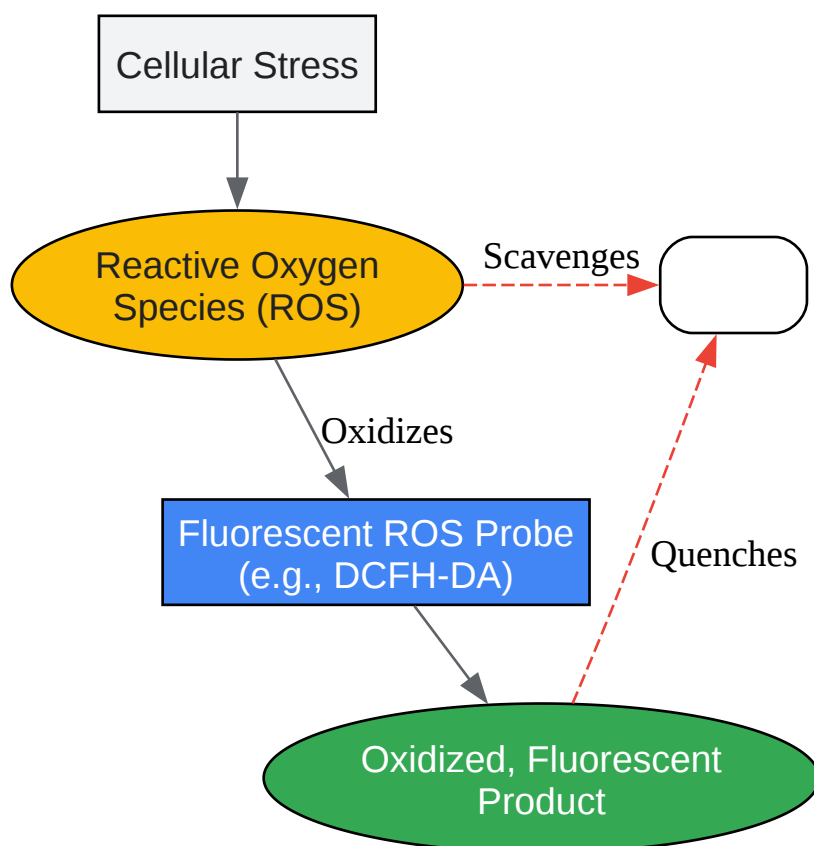 Cellular Stress
Reactive Oxygen
Species (ROS)
Scavenges
Oxidizes
Fluorescent ROS Probe
(e.g., DCFH-DA)
Quenches
Oxidized, Fluorescent
Product